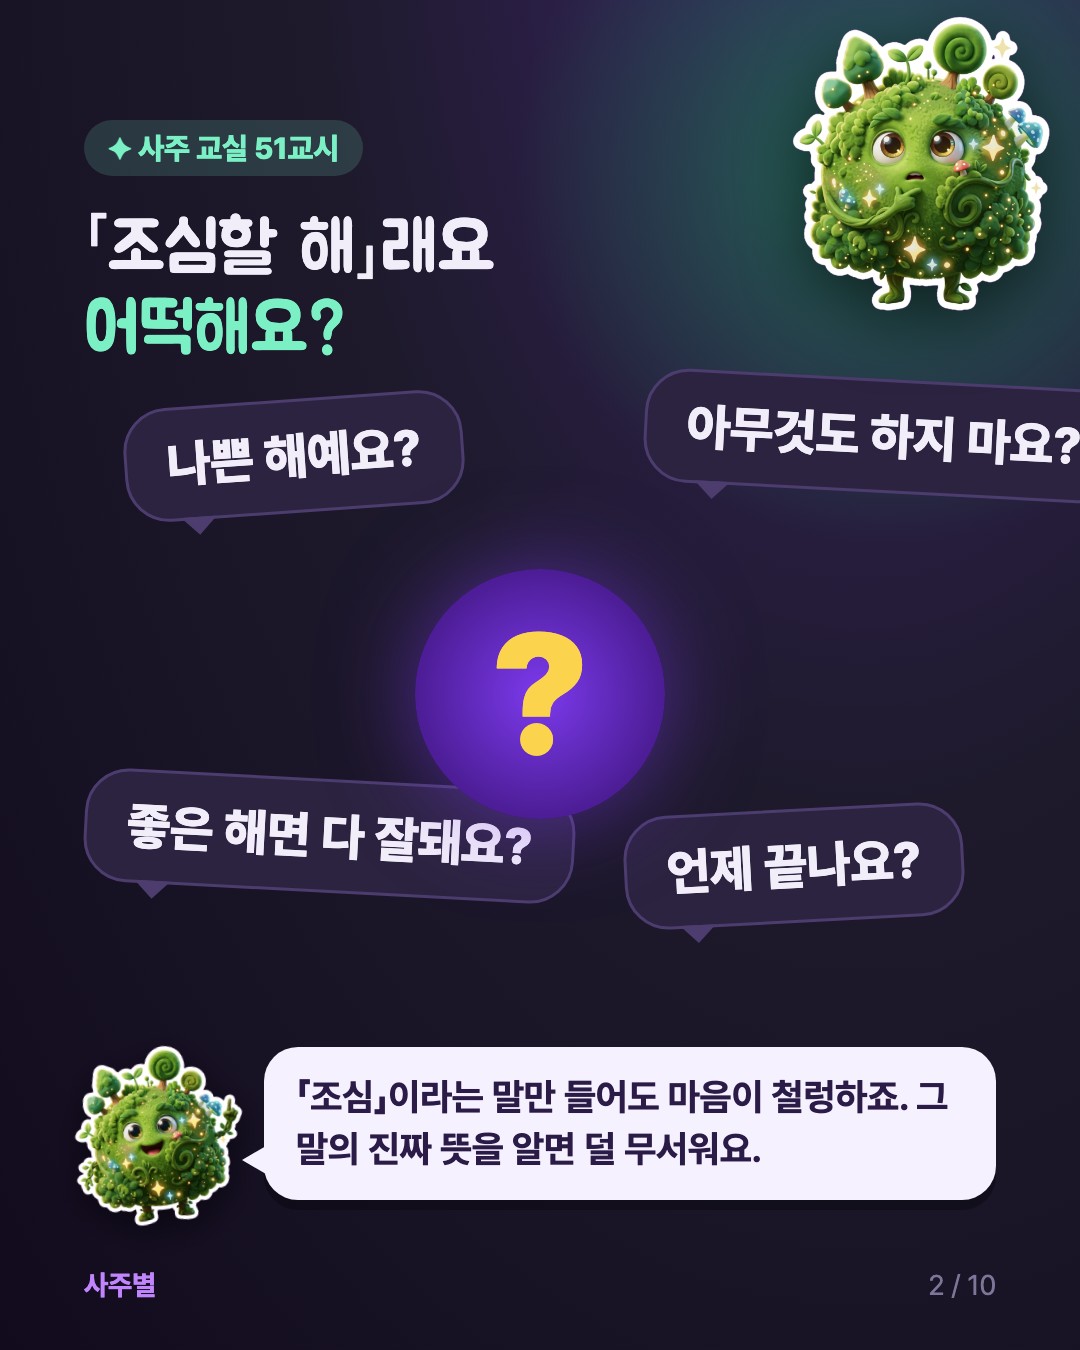 사주 교실 51교시
「조심할 해」래요
어떡해요?
나쁜 해예요?
아무것도 하지 마요?
?
좋은 해면 다 잘돼요?
언제 끝나요?
「조심」이라는 말만 들어도 마음이 철렁하죠. 그
말의 진짜 뜻을 알면 덜 무서워요.
사주별
2 / 10